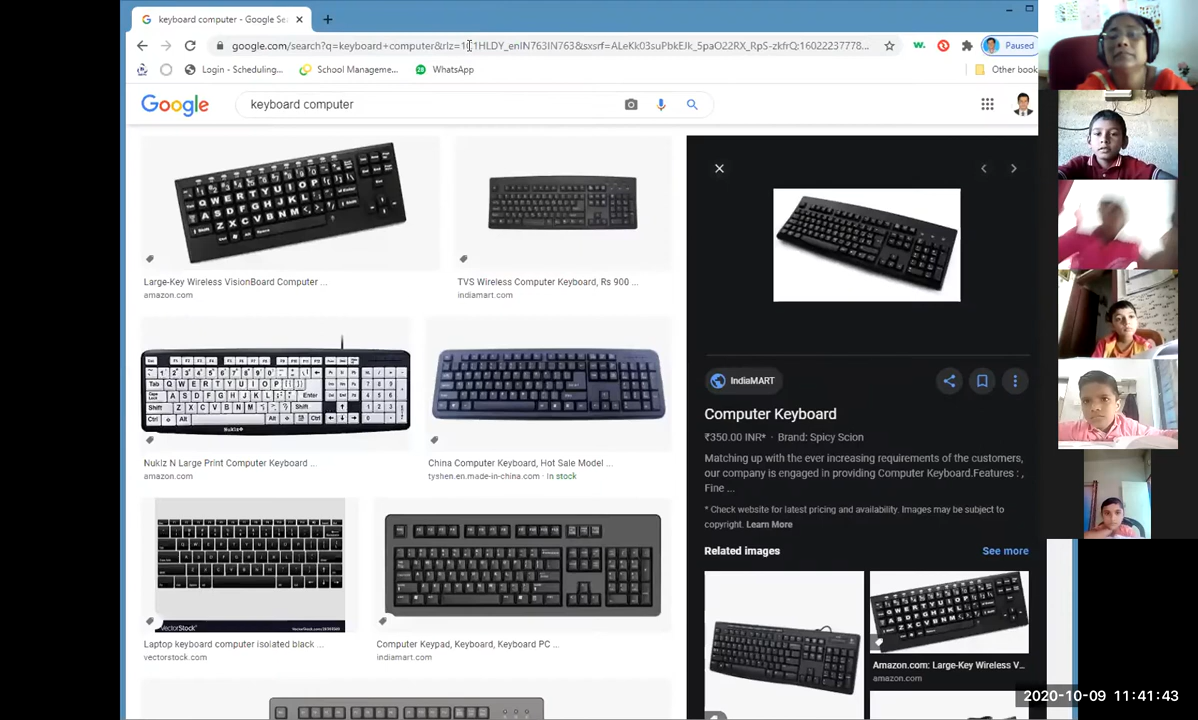 keyboard computer - Google Se
google.com/search?q=keyboard+computer&rlz=1C1HLDY_enIN763IN763&sxsrf=ALeKk03suPbkEJk_5paO22RX_RpS-zkfrQ:16022237778...
Paused
Login - Scheduling...
School Manageme...
28
WhatsApp
Other book
Google
keyboard computer
Large-Key Wireless VisionBoard Computer ...
amazon.com
TVS Wireless Computer Keyboard, Rs 900 ...
indiamart.com
Nuklz N Large Print Computer Keyboard ...
amazon.com
China Computer Keyboard, Hot Sale Model ...
tyshen.en.made-in-china.com · In stock
VectorStock
Laptop keyboard computer isolated black ...
vectorstock.com
Computer Keypad, Keyboard, Keyboard PC ...
indiamart.com
IndiaMART
Computer Keyboard
₹350.00 INR* · Brand: Spicy Scion
Matching up with the ever increasing requirements of the customers,
our company is engaged in providing Computer Keyboard.Features : ,
Fine ...
* Check website for latest pricing and availability. Images may be subject to
copyright. Learn More
Related images
See more
Amazon.com: Large-Key Wireless V...
amazon.com
2020-10-09 11:41:43